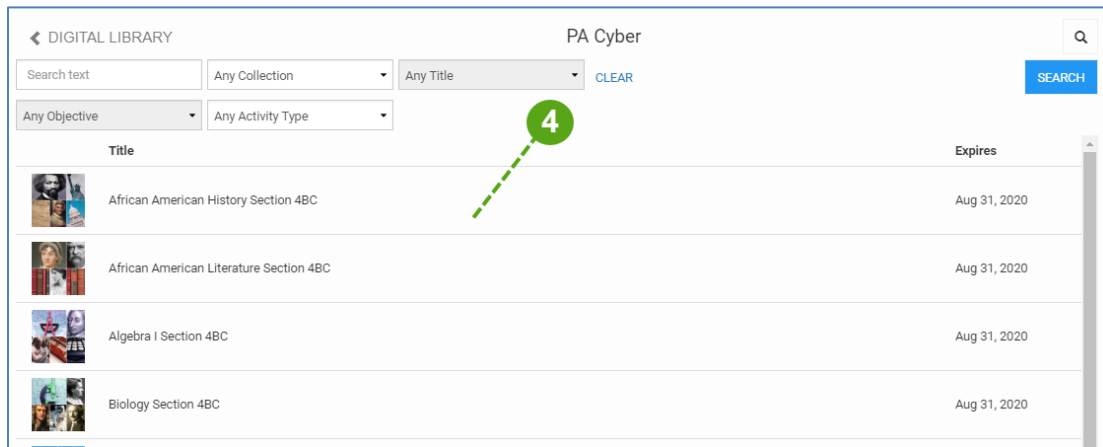 DIGITAL LIBRARY PA Cyber
Search text Any Collection Any Title CLEAR SEARCH
Any Objective Any Activity Type
4
Title Expires
African American History Section 4BC Aug 31, 2020
African American Literature Section 4BC Aug 31, 2020
Algebra I Section 4BC Aug 31, 2020
Biology Section 4BC Aug 31, 2020